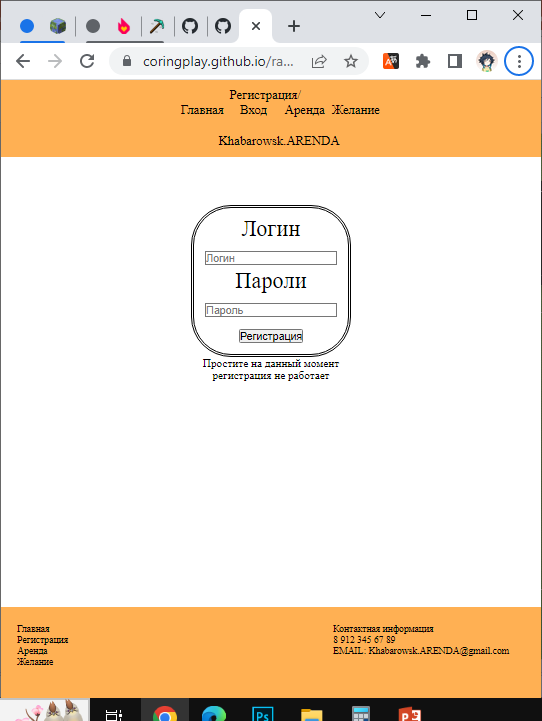 coringplay.github.io/ra...
Регистрация/
Главная Вход Аренда Желание
Khabarowsk.ARENDA
Логин
Логин
Пароли
Пароль
Регистрация
Простите на данный момент
регистрация не работает
Главная
Регистрация
Аренда
Желание
Контактная информация
8 912 345 67 89
EMAIL: Khabarowsk.ARENDA@gmail.com